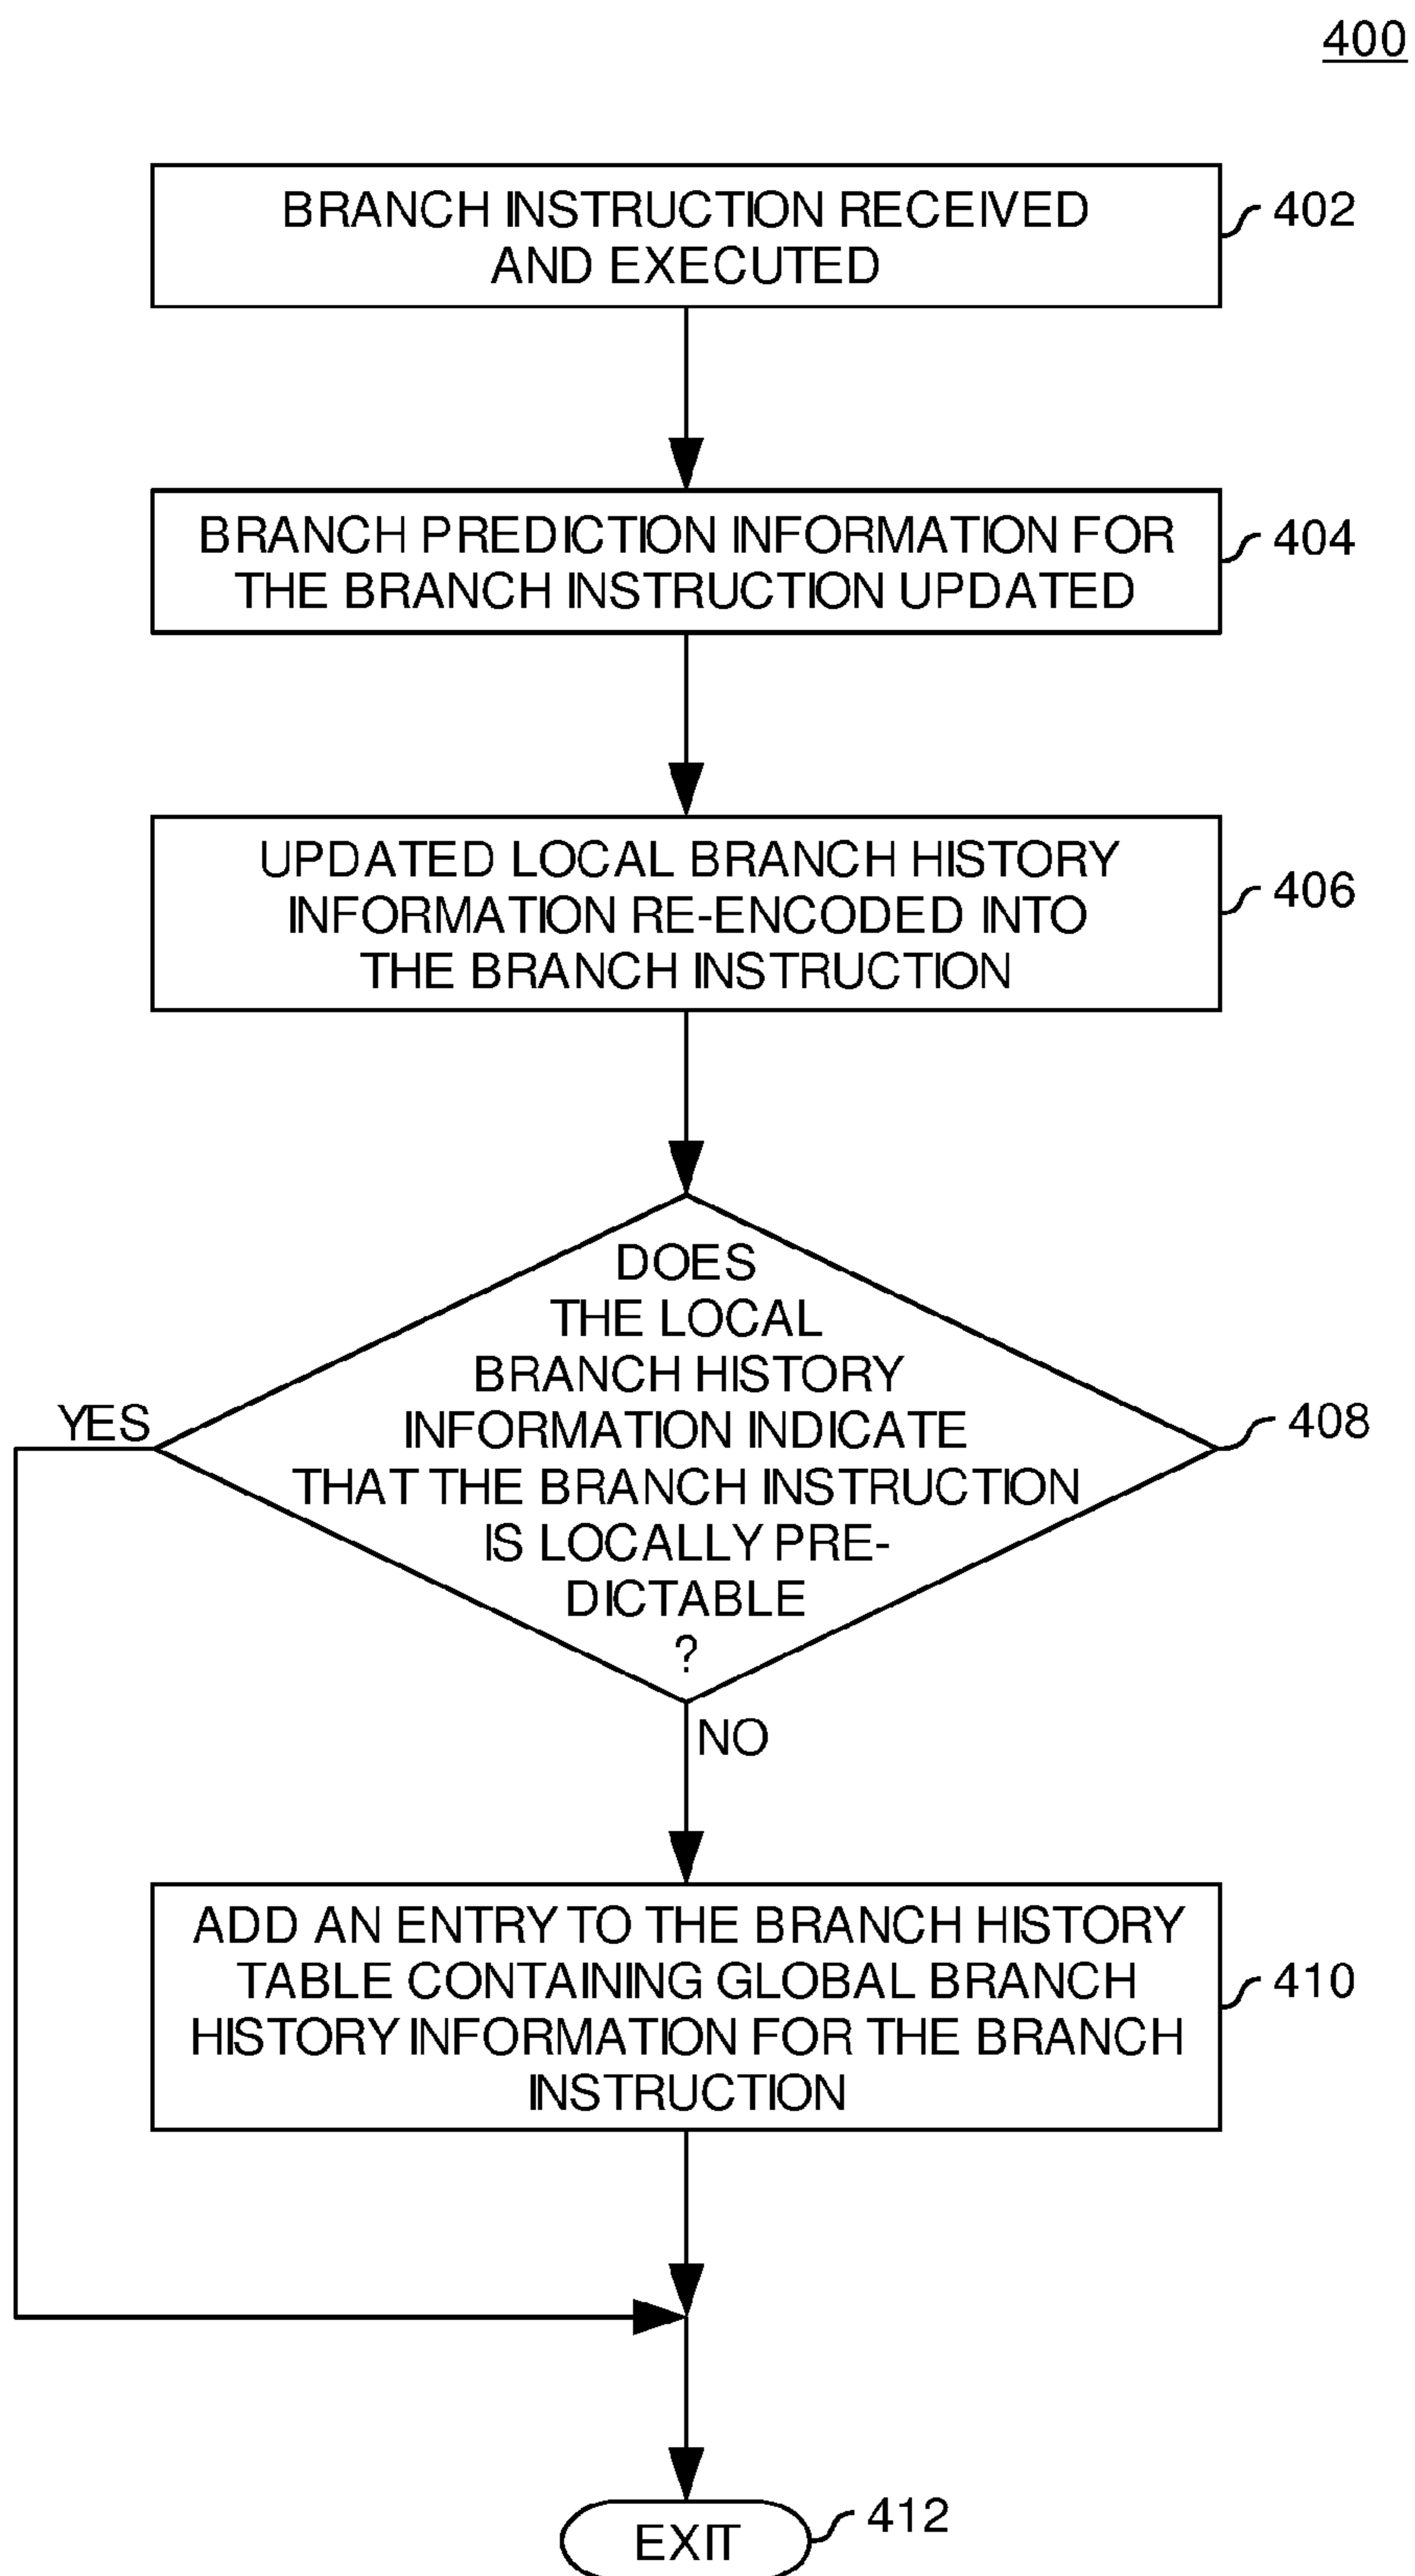 400
BRANCH INSTRUCTION RECEIVED
AND EXECUTED
402
BRANCH PREDICTION INFORMATION FOR
THE BRANCH INSTRUCTION UPDATED
404
UPDATED LOCAL BRANCH HISTORY
INFORMATION RE-ENCODED INTO
THE BRANCH INSTRUCTION
406
DOES
THE LOCAL
BRANCH HISTORY
INFORMATION INDICATE
THAT THE BRANCH INSTRUCTION
IS LOCALLY PRE-
DICTABLE
?
408
YES
NO
ADD AN ENTRY TO THE BRANCH HISTORY
TABLE CONTAINING GLOBAL BRANCH
HISTORY INFORMATION FOR THE BRANCH
INSTRUCTION
410
EXIT
412